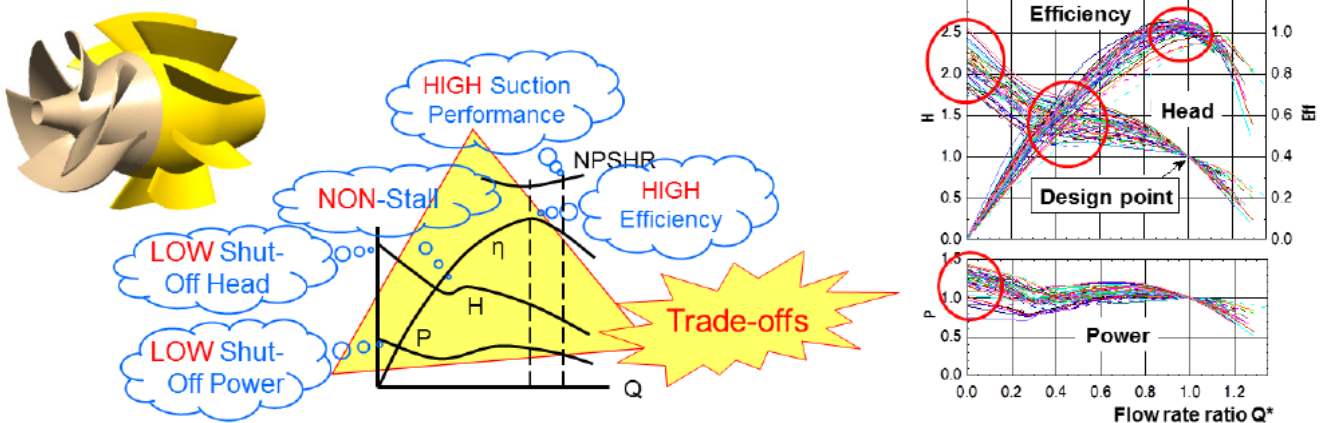 HIGH Suction
Performance
NPSHR
NON-Stall
HIGH
Efficiency
LOW Shut-
Off Head
η
H
Trade-offs
P
LOW Shut-
Off Power
Q
Efficiency
2.5
2.0
1.5
1.0
0.5
0.0
H
1.0
0.8
0.6
0.4
0.2
0.0
Eff
Head
Design point
1.5
1.0
0.5
0.0
P
Power
0.0 0.2 0.4 0.6 0.8 1.0 1.2
Flow rate ratio Q*